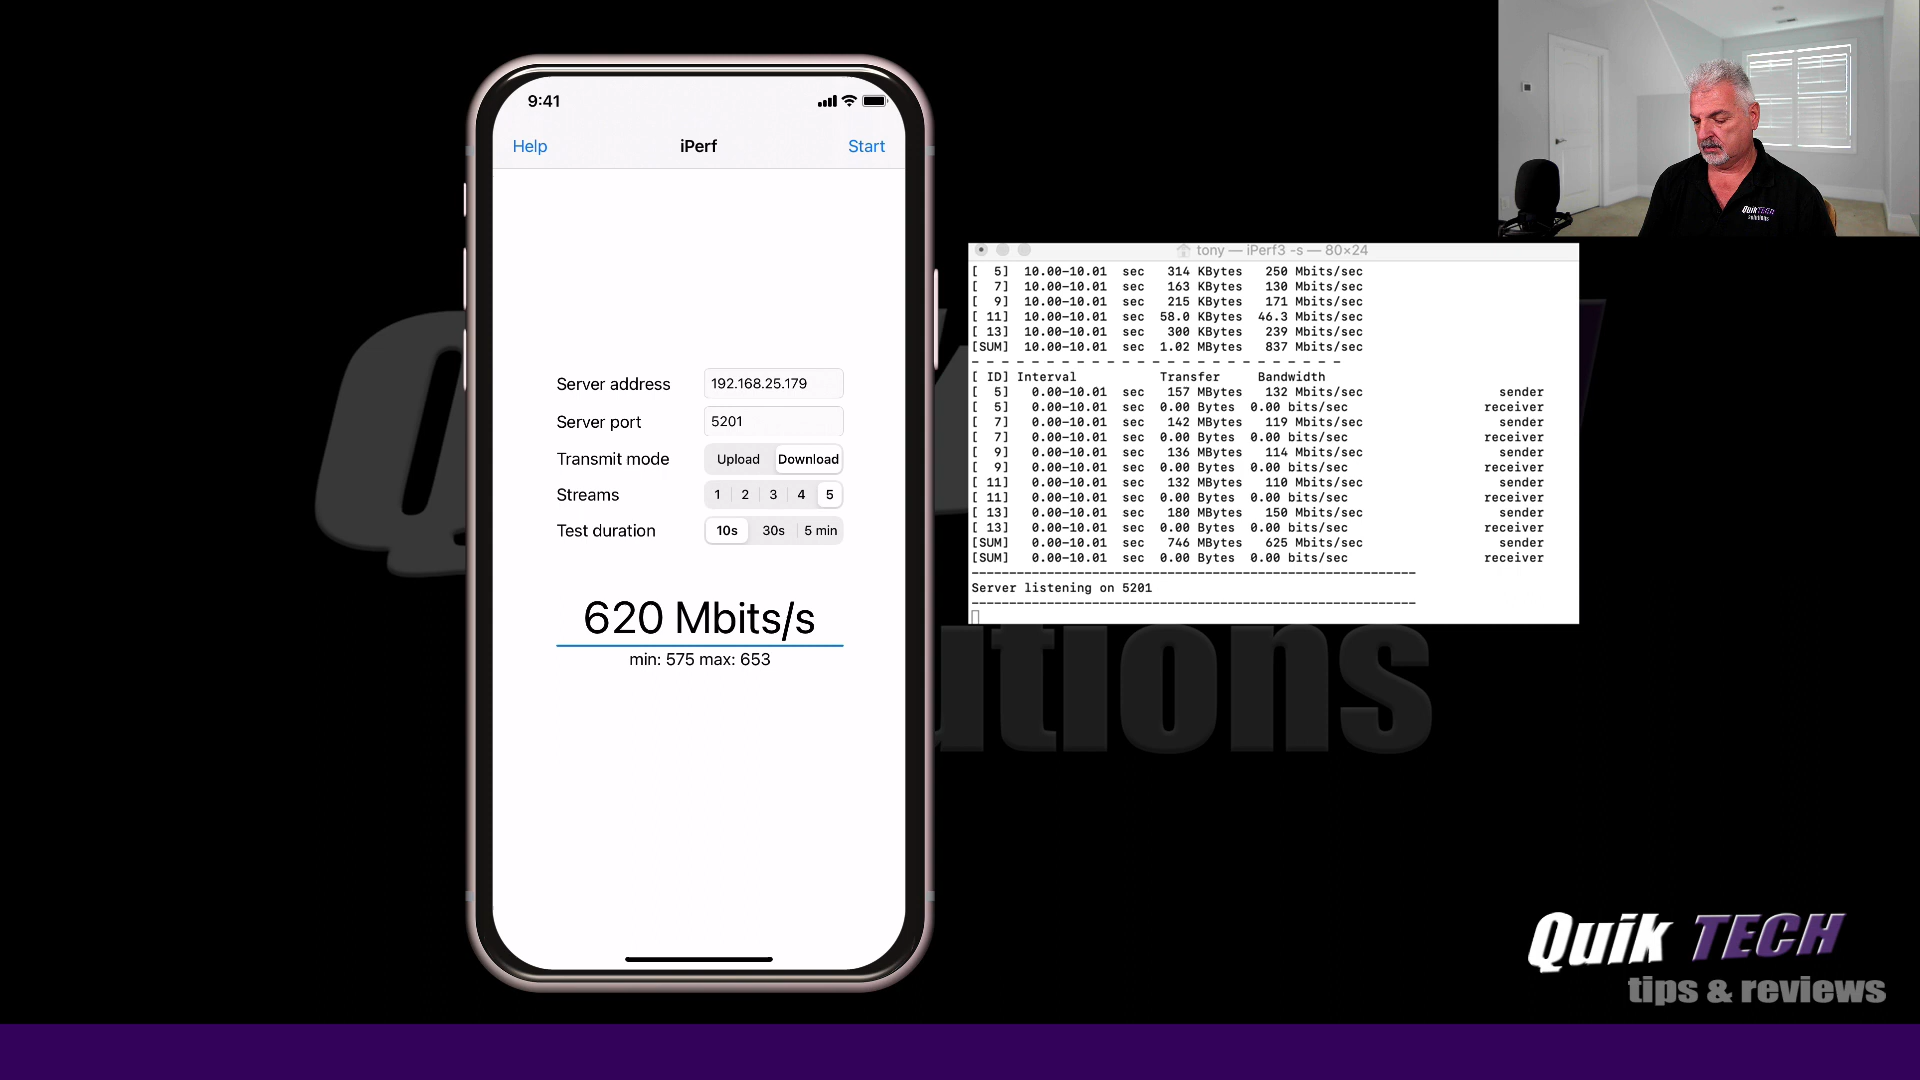 9:41
Help iPerf Start
Server address 192.168.25.179
Server port 5201
Transmit mode Upload Download
Streams 1 2 3 4 5
Test duration 10s 30s 5 min
620 Mbits/s
min: 575 max: 653
tony — iPerf3 -s — 80×24
[  5]  10.00-10.01  sec   314 KBytes   250 Mbits/sec
[  7]  10.00-10.01  sec   163 KBytes   130 Mbits/sec
[  9]  10.00-10.01  sec   215 KBytes   171 Mbits/sec
[ 11]  10.00-10.01  sec  58.0 KBytes  46.3 Mbits/sec
[ 13]  10.00-10.01  sec   300 KBytes   239 Mbits/sec
[SUM]  10.00-10.01  sec  1.02 MBytes   837 Mbits/sec
- - - - - - - - - - - - - - - - - - - - - - - - -
[ ID] Interval           Transfer     Bandwidth
[  5]   0.00-10.01  sec   157 MBytes   132 Mbits/sec                  sender
[  5]   0.00-10.01  sec  0.00 Bytes  0.00 bits/sec                  receiver
[  7]   0.00-10.01  sec   142 MBytes   119 Mbits/sec                  sender
[  7]   0.00-10.01  sec  0.00 Bytes  0.00 bits/sec                  receiver
[  9]   0.00-10.01  sec   136 MBytes   114 Mbits/sec                  sender
[  9]   0.00-10.01  sec  0.00 Bytes  0.00 bits/sec                  receiver
[ 11]   0.00-10.01  sec   132 MBytes   110 Mbits/sec                  sender
[ 11]   0.00-10.01  sec  0.00 Bytes  0.00 bits/sec                  receiver
[ 13]   0.00-10.01  sec   180 MBytes   150 Mbits/sec                  sender
[ 13]   0.00-10.01  sec  0.00 Bytes  0.00 bits/sec                  receiver
[SUM]   0.00-10.01  sec   746 MBytes   625 Mbits/sec                  sender
[SUM]   0.00-10.01  sec  0.00 Bytes  0.00 bits/sec                  receiver
-----------------------------------------------------------
Server listening on 5201
-----------------------------------------------------------
QuikTECH
solutions
Quik TECH
tips & reviews